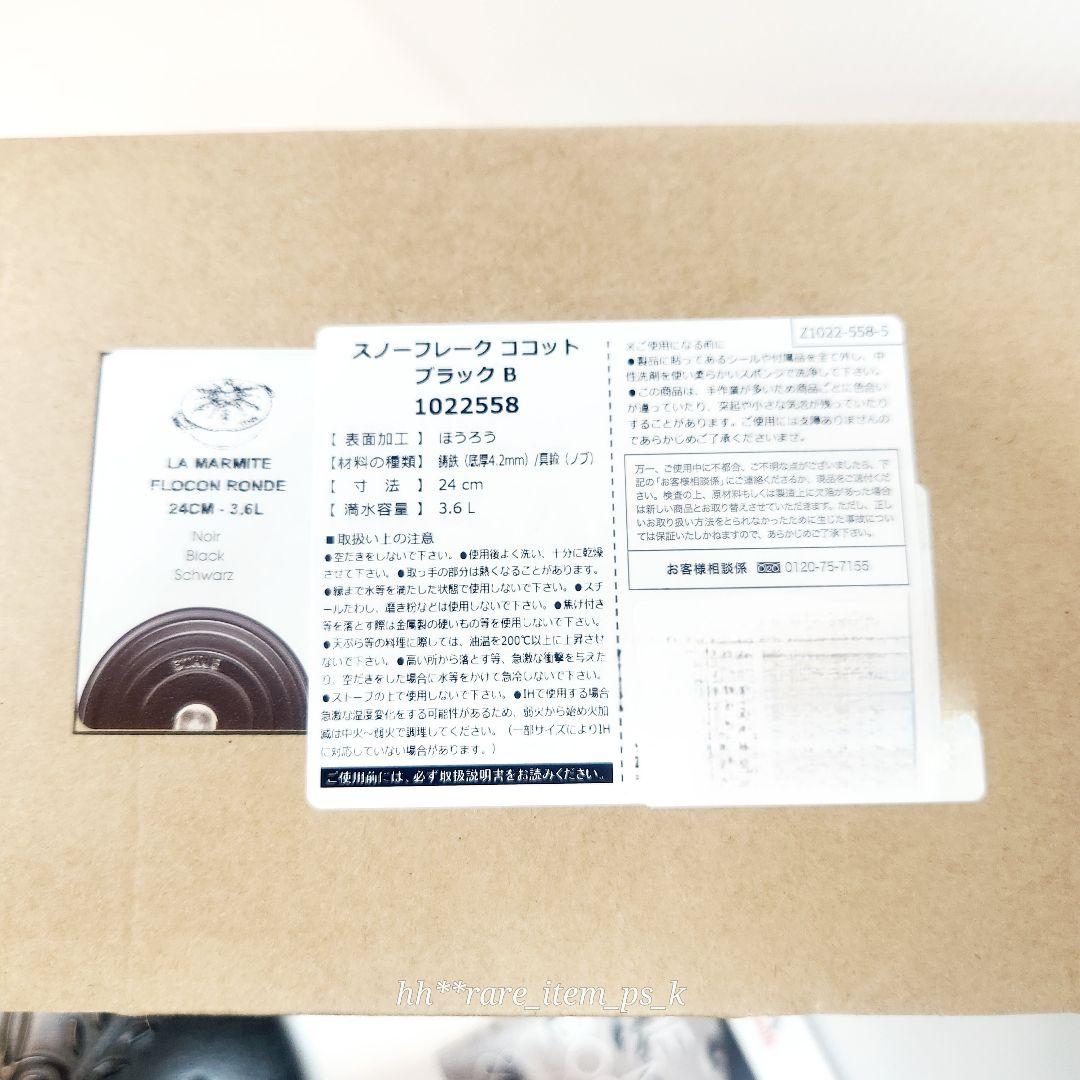 LA MARMITE
FLOCON RONDE
24CM - 3,6L
Noir
Black
Schwarz
STAUB
スノーフレーク ココット
ブラック B
1022558
【 表面加工 】 ほうろう
【材料の種類】 鋳鉄（底厚4.2mm）/真鍮（ノブ）
【 寸 法 】 24 cm
【 満水容量 】 3.6 L
■取扱い上の注意
●空だきをしないで下さい。●使用後よく洗い、十分に乾燥
させて下さい。●取っ手の部分は熱くなることがあります。
●縁まで水等を満たした状態で使用しないで下さい。●スチ
ールたわし、磨き粉などは使用しないで下さい。●焦げ付き
等を落とす際は金属製の硬いもの等を使用しないで下さい。
●天ぷら等の料理に際しては、油温を200℃以上に上昇させ
ないで下さい。●高い所から落とす等、急激な衝撃を与えた
り、空だきをした場合に水等をかけて急冷しないで下さい。
●ストーブの上で使用しないで下さい。●IHで使用する場合
急激な温度変化をする可能性があるため、弱火から始め火加
減は中火～弱火で調理してください。（一部サイズによりIH
に対応していない場合があります。）
ご使用前には、必ず取扱説明書をお読みください。
Z1022-558-5
※ご使用になる前に
●製品に貼ってあるシールや付属品を全て外し、中
性洗剤を使い柔らかいスポンジで洗浄して下さい。
●この商品は、手作業が多いため商品ごとに色合い
が違っていたり、突起や小さな気泡が残っていたり
することがあります。ご使用には支障ありませんの
であらかじめご了承くださいませ。
万一、ご使用中に不都合、ご不明な点がございましたら、下
記の「お客様相談係」にご連絡くださるか、現品をご送付くださ
い。検査の上、原材料もしくは製造上に欠陥があった場合
は新しい商品とお取り替えさせていただきます。ただし、正し
いお取り扱い方法をとられなかったために生じた事故につい
ては保証いたしかねますので、あらかじめご了承下さい。
お客様相談係 0120-75-7155
hh**rare_item_ps_k